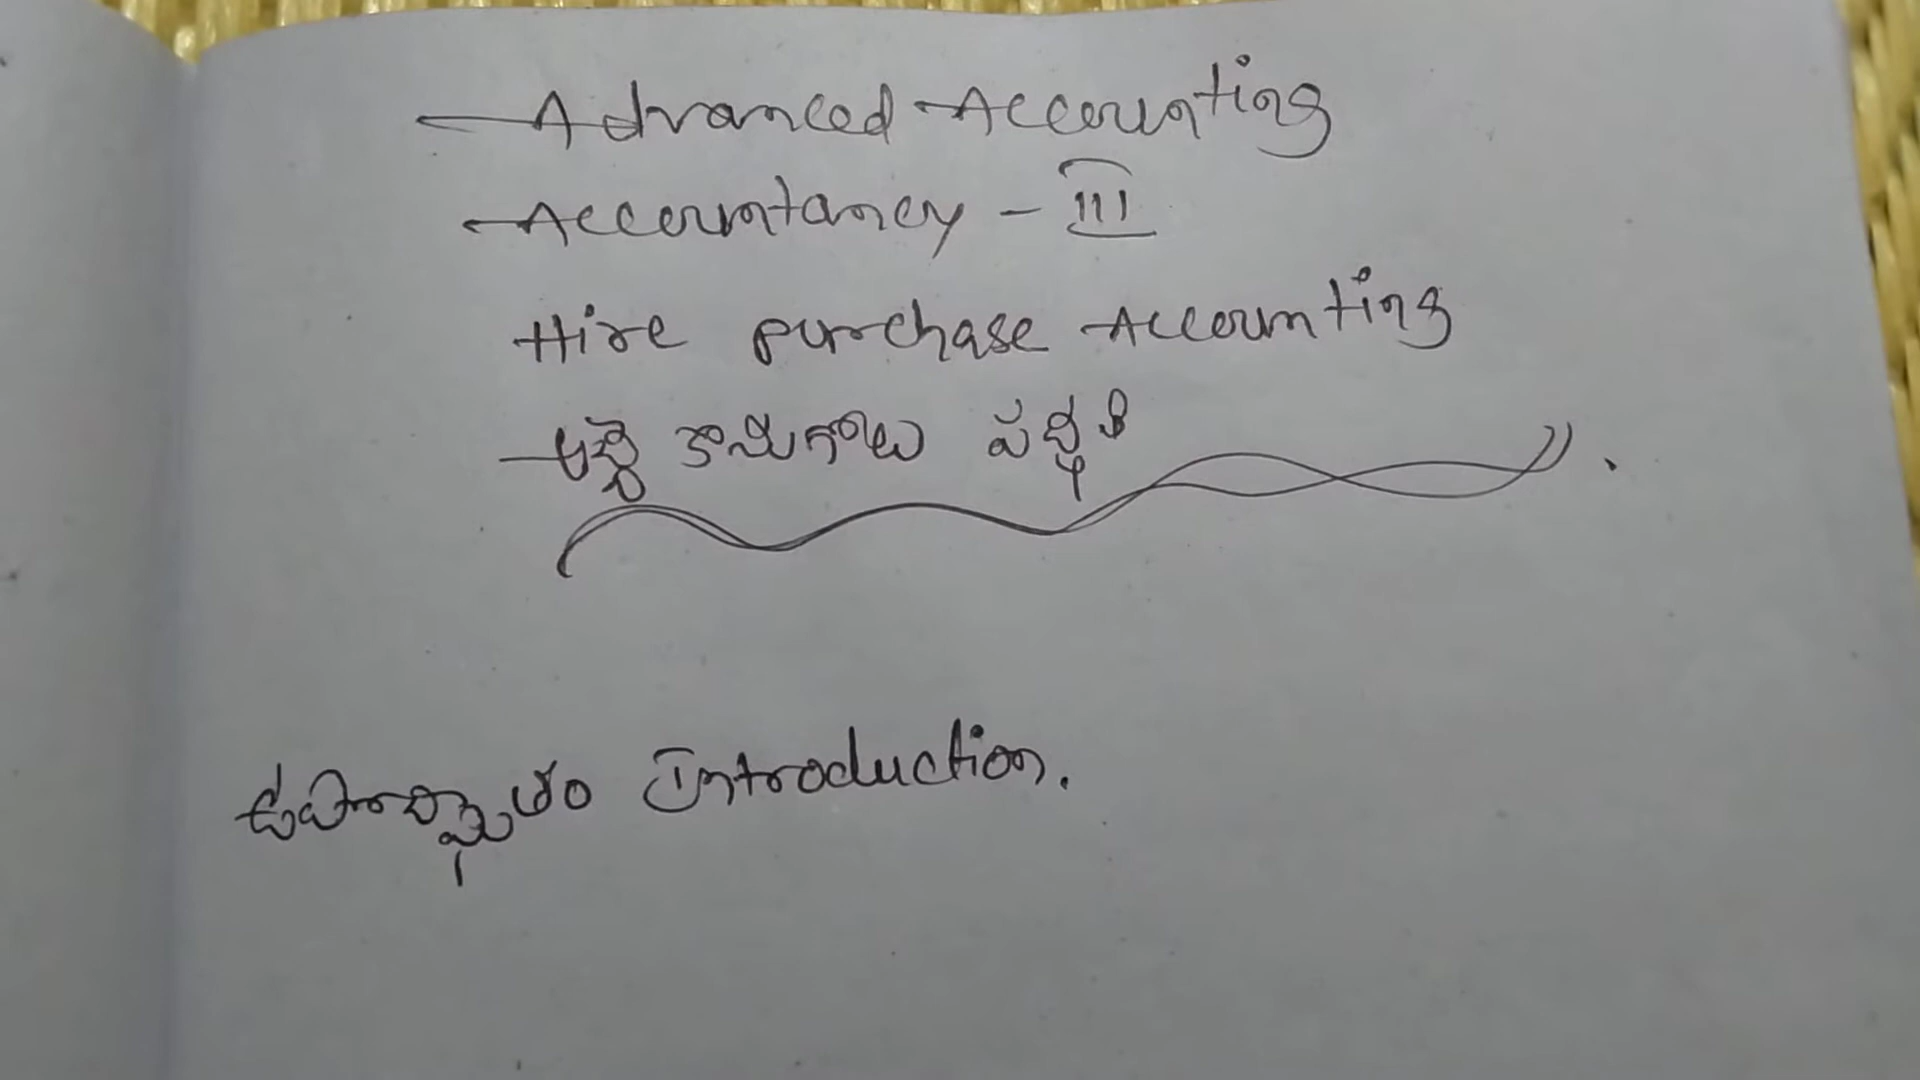 Advanced Accounting
Accountancy - III
Hire purchase Accounting
అద్దె కొనుగోలు పద్ధతి
ఉపోద్ఘాతం Introduction.